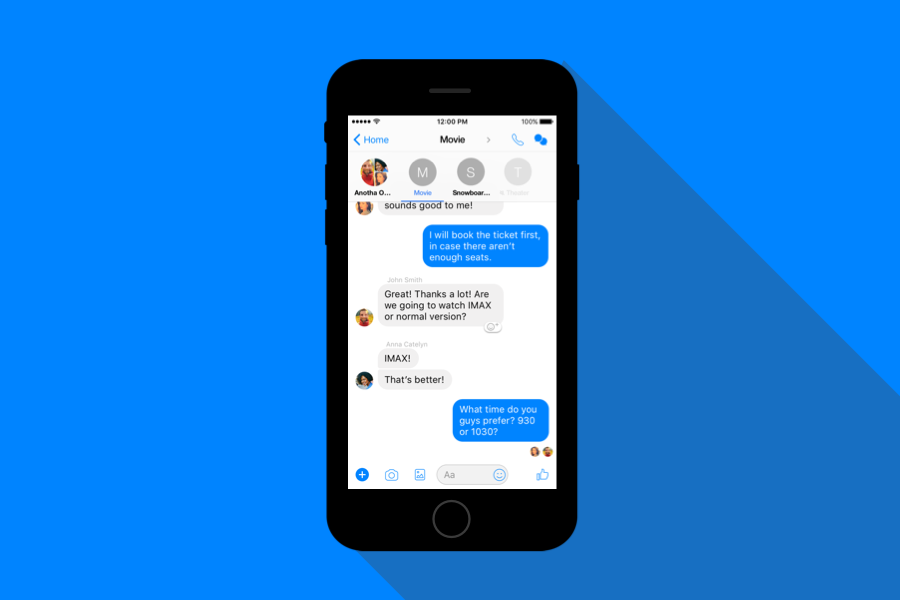 12:00 PM
100%
Home
Movie
M
S
T
Anotha O...
Movie
Snowboar...
sounds good to me!
I will book the ticket first,
in case there aren't
enough seats.
John Smith
Great! Thanks a lot! Are
we going to watch IMAX
or normal version?
Anna Catelyn
IMAX!
That's better!
What time do you
guys prefer? 930
or 1030?
Aa